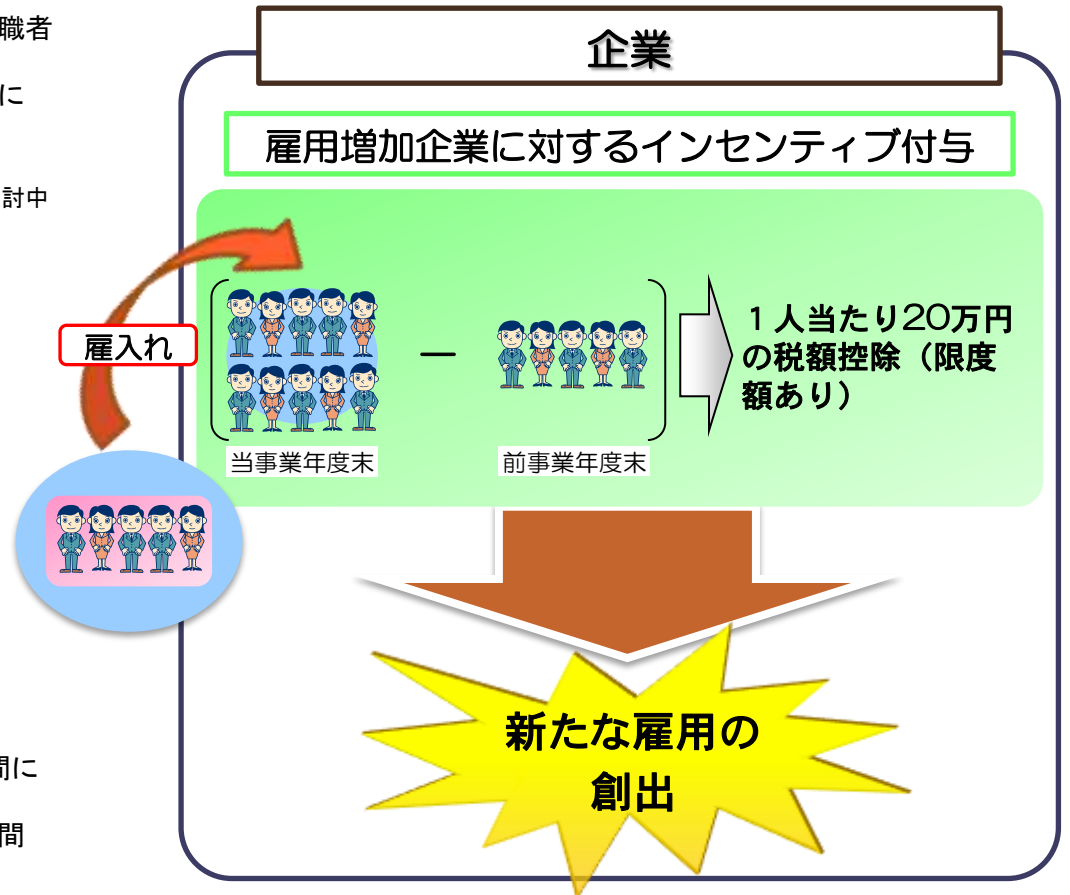 職者
に
討中
企業
雇用増加企業に対するインセンティブ付与
雇入れ
－
１人当たり20万円
の税額控除（限度
額あり）
当事業年度末
前事業年度末
新たな雇用の
創出
間に
間